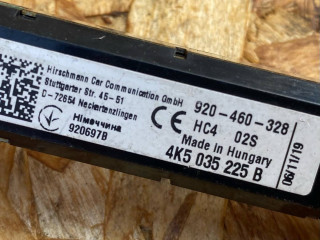 Hirschmann Car Communication GmbH
Stuttgarter Str. 45-51
D-72654 Neckartenzlingen
Німеччина
920697B
CE
920-460-328
HC4 02S
Made in Hungary
4K5 035 225 B
06/11/19